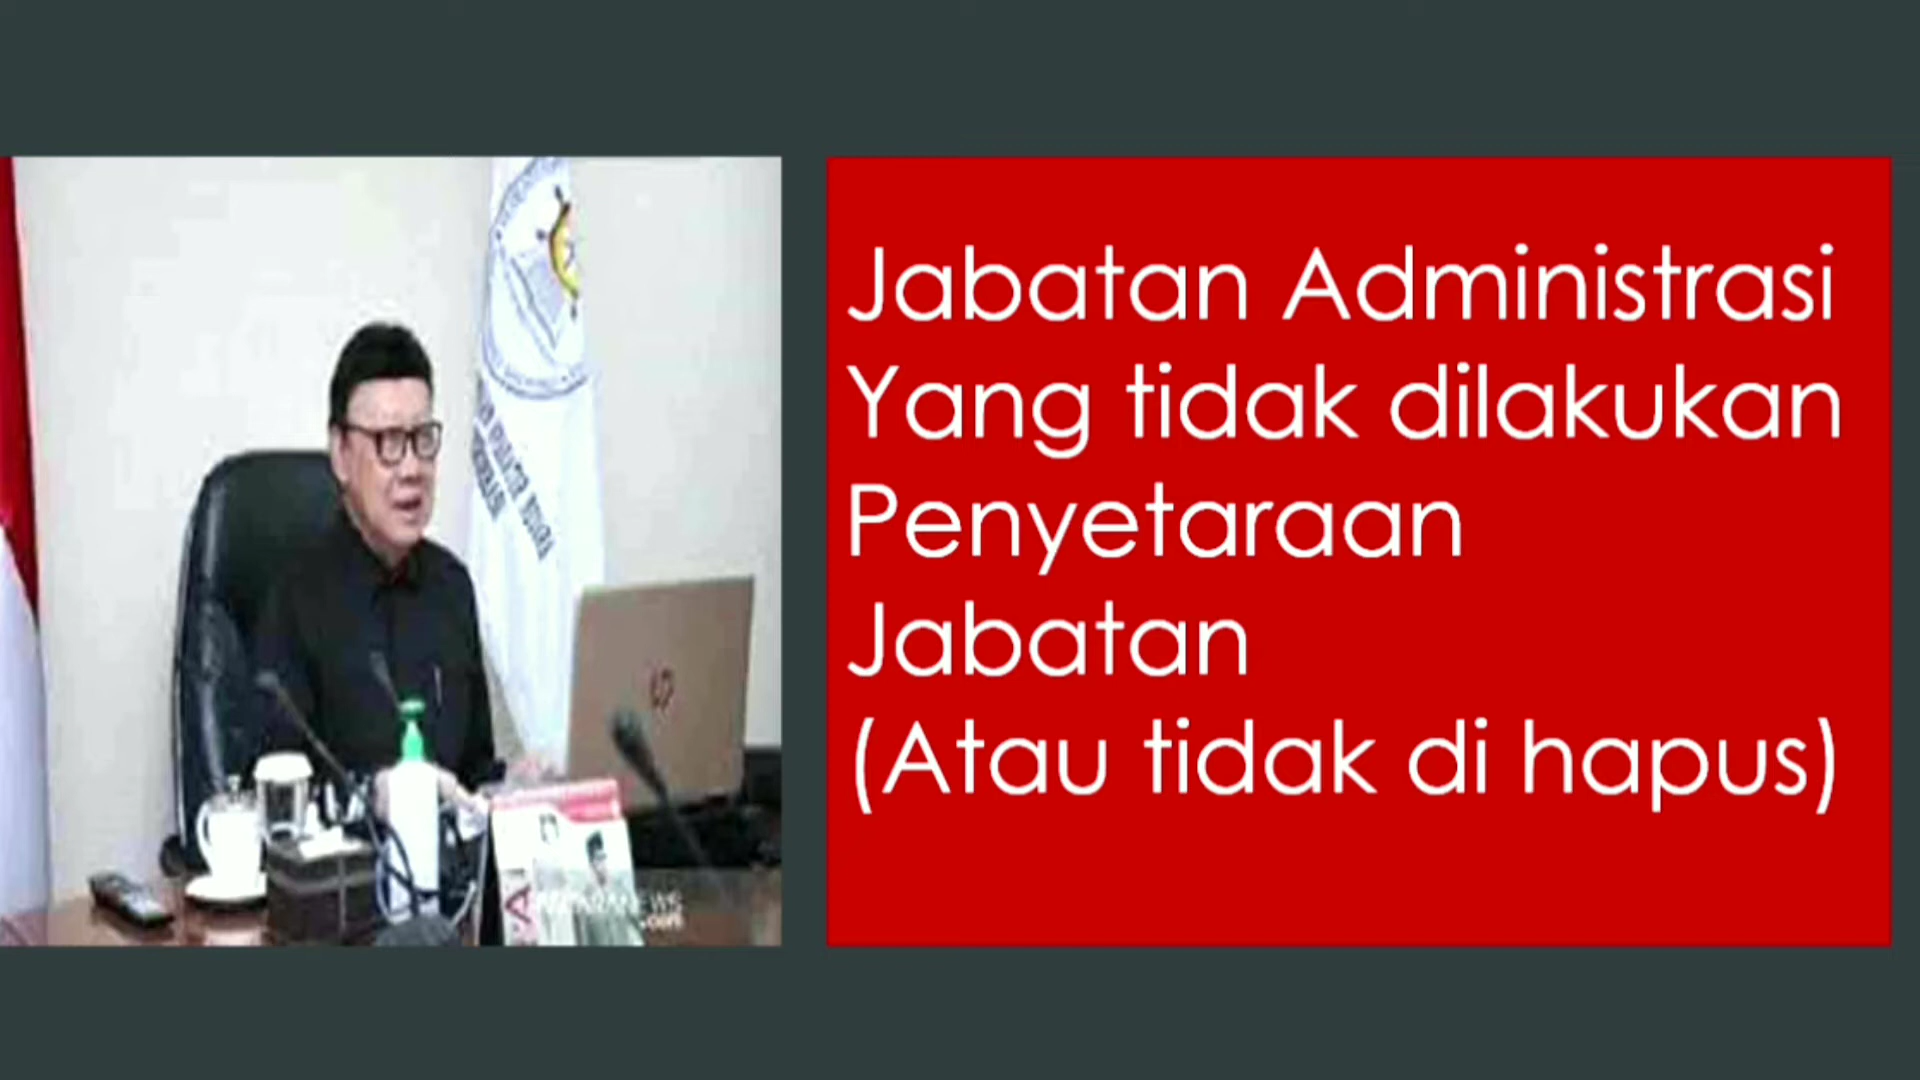 Jabatan Administrasi
Yang tidak dilakukan
Penyetaraan
Jabatan
(Atau tidak di hapus)